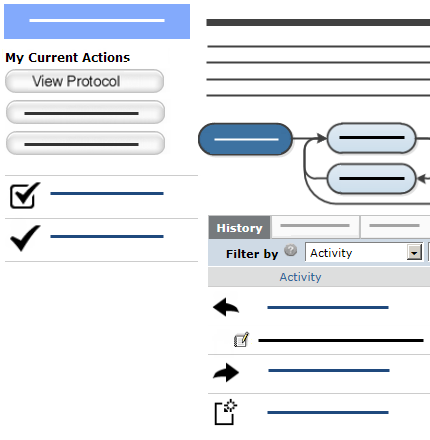 My Current Actions
View Protocol
History
Filter by ? Activity
Activity